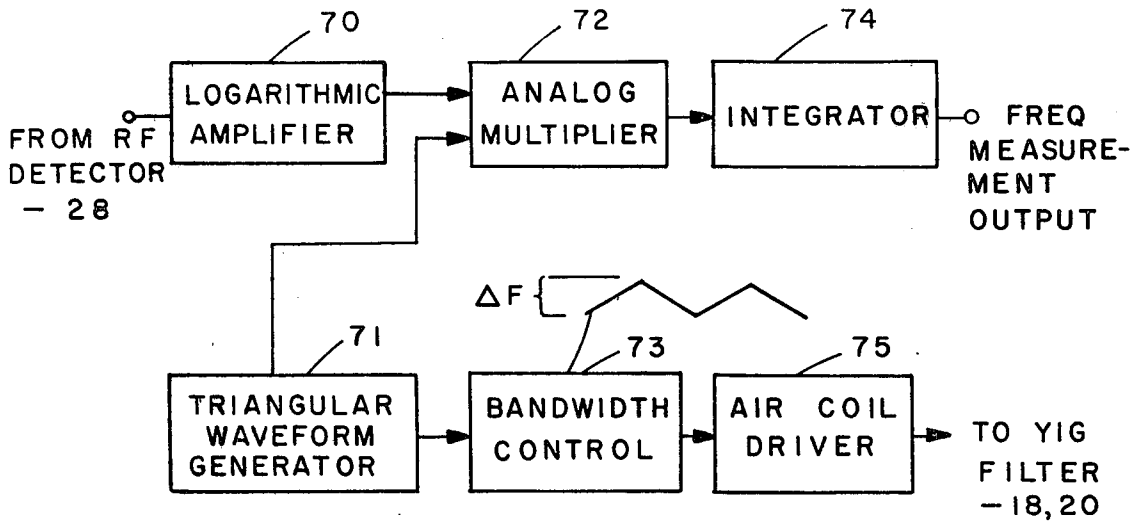 70
72
74
LOGARITHMIC
AMPLIFIER
ANALOG
MULTIPLIER
INTEGRATOR
FROM RF
DETECTOR
- 28
FREQ
MEASURE-
MENT
OUTPUT
ΔF
71
73
75
TRIANGULAR
WAVEFORM
GENERATOR
BANDWIDTH
CONTROL
AIR COIL
DRIVER
TO YIG
FILTER
-18,20